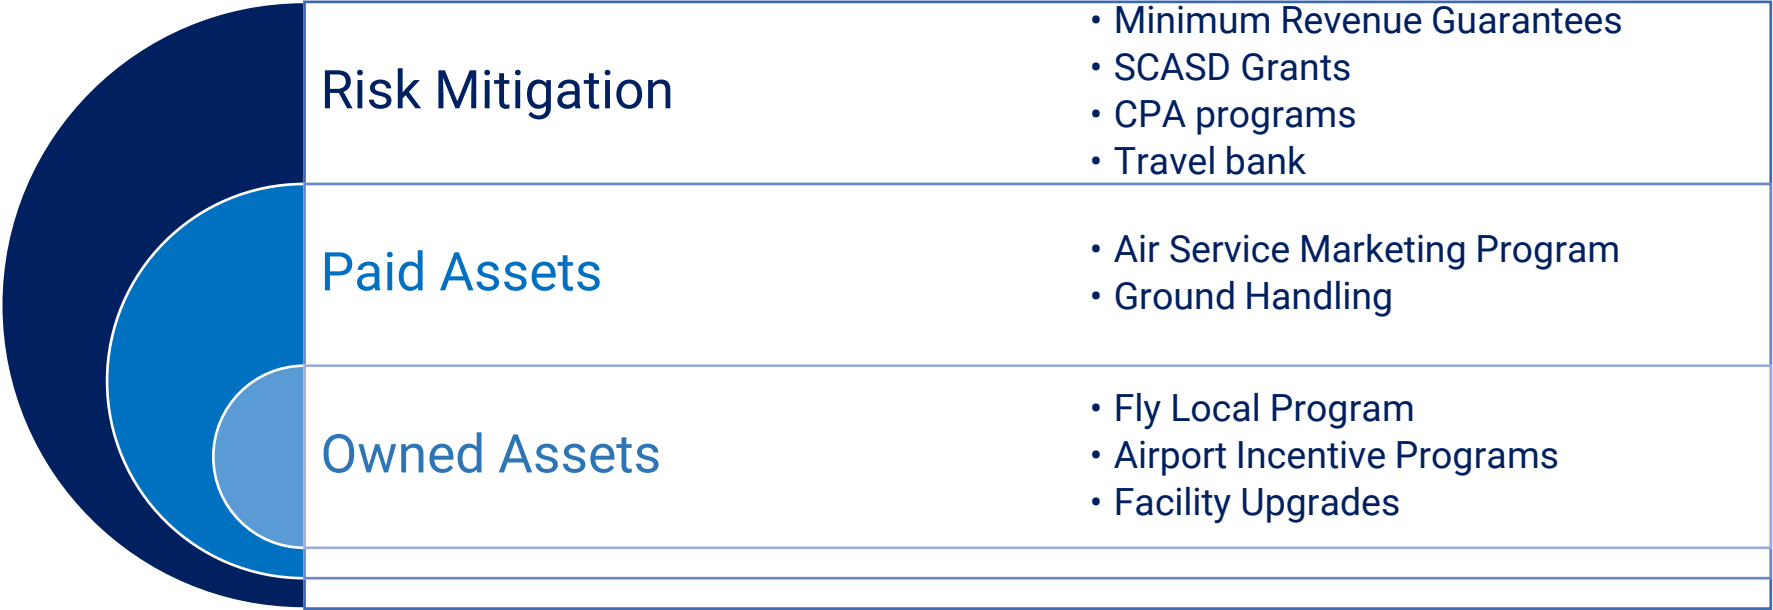 Risk Mitigation
• Minimum Revenue Guarantees
• SCASD Grants
• CPA programs
• Travel bank
Paid Assets
• Air Service Marketing Program
• Ground Handling
Owned Assets
• Fly Local Program
• Airport Incentive Programs
• Facility Upgrades